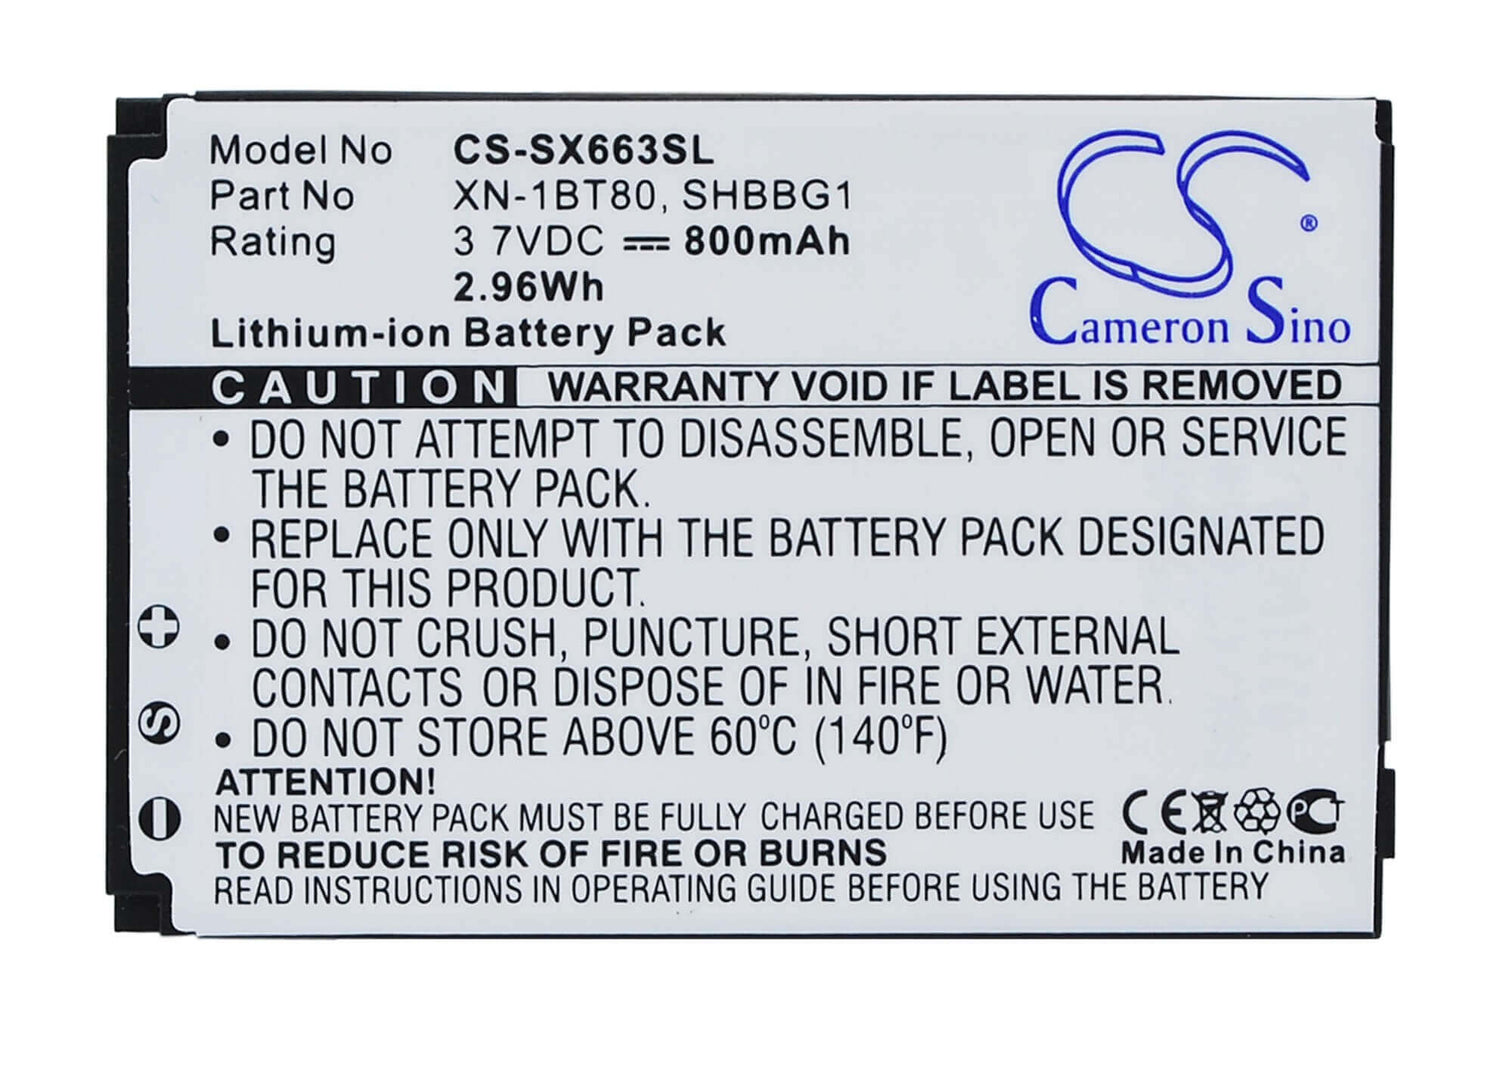 Model No CS-SX663SL
Part No XN-1BT80, SHBBG1
Rating 3 7VDC 800mAh
2.96Wh
Lithium-ion Battery Pack
CS ®
Cameron Sino
CAUTION WARRANTY VOID IF LABEL IS REMOVED
• DO NOT ATTEMPT TO DISASSEMBLE, OPEN OR SERVICE
THE BATTERY PACK.
• REPLACE ONLY WITH THE BATTERY PACK DESIGNATED
FOR THIS PRODUCT.
• DO NOT CRUSH, PUNCTURE, SHORT EXTERNAL
CONTACTS OR DISPOSE OF IN FIRE OR WATER.
• DO NOT STORE ABOVE 60°C (140°F)
+
S
−
ATTENTION!
NEW BATTERY PACK MUST BE FULLY CHARGED BEFORE USE
TO REDUCE RISK OF FIRE OR BURNS
READ INSTRUCTIONS IN OPERATING GUIDE BEFORE USING THE BATTERY
CE PCT
Made In China